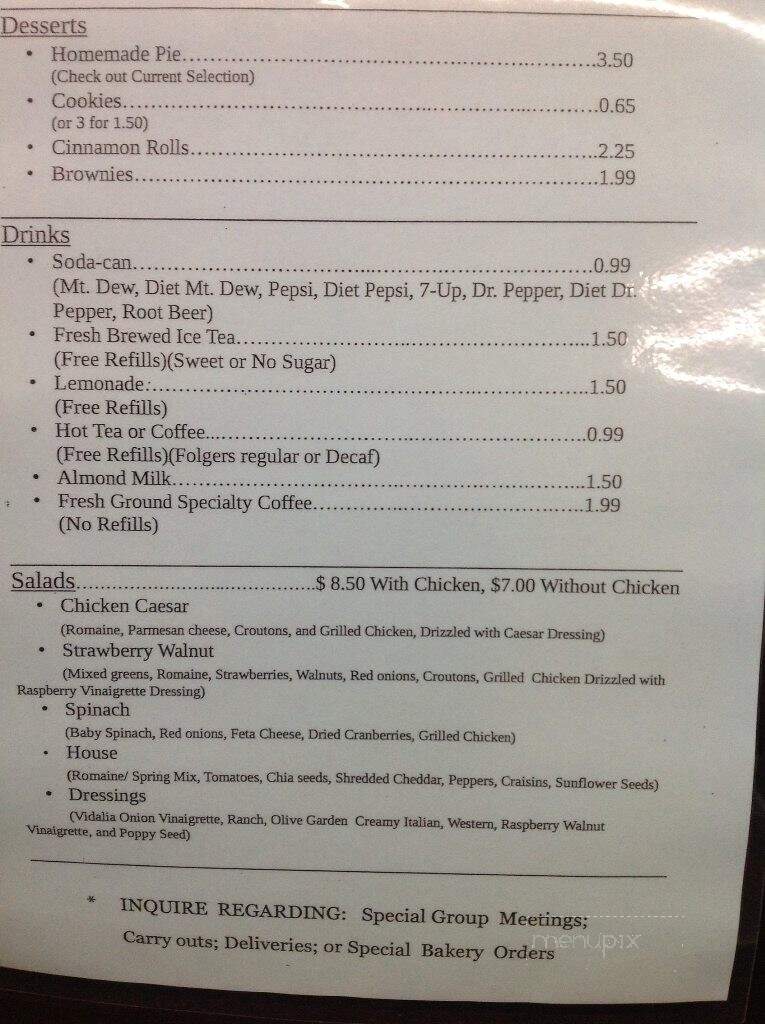 Desserts
• Homemade Pie..........................................................3.50
(Check out Current Selection)
• Cookies..........................................................0.65
(or 3 for 1.50)
• Cinnamon Rolls..........................................................2.25
• Brownies..........................................................1.99
Drinks
• Soda-can..........................................................0.99
(Mt. Dew, Diet Mt. Dew, Pepsi, Diet Pepsi, 7-Up, Dr. Pepper, Diet Dr.
Pepper, Root Beer)
• Fresh Brewed Ice Tea..........................................................1.50
(Free Refills)(Sweet or No Sugar)
• Lemonade..........................................................1.50
(Free Refills)
• Hot Tea or Coffee..........................................................0.99
(Free Refills)(Folgers regular or Decaf)
• Almond Milk..........................................................1.50
• Fresh Ground Specialty Coffee.............................................1.99
(No Refills)
Salads........................................$ 8.50 With Chicken, $7.00 Without Chicken
• Chicken Caesar
(Romaine, Parmesan cheese, Croutons, and Grilled Chicken, Drizzled with Caesar Dressing)
• Strawberry Walnut
(Mixed greens, Romaine, Strawberries, Walnuts, Red onions, Croutons, Grilled Chicken Drizzled with
Raspberry Vinaigrette Dressing)
• Spinach
(Baby Spinach, Red onions, Feta Cheese, Dried Cranberries, Grilled Chicken)
• House
(Romaine/ Spring Mix, Tomatoes, Chia seeds, Shredded Cheddar, Peppers, Craisins, Sunflower Seeds)
• Dressings
(Vidalia Onion Vinaigrette, Ranch, Olive Garden Creamy Italian, Western, Raspberry Walnut
Vinaigrette, and Poppy Seed)
* INQUIRE REGARDING: Special Group Meetings;
Carry outs; Deliveries; or Special Bakery Orders
menupix